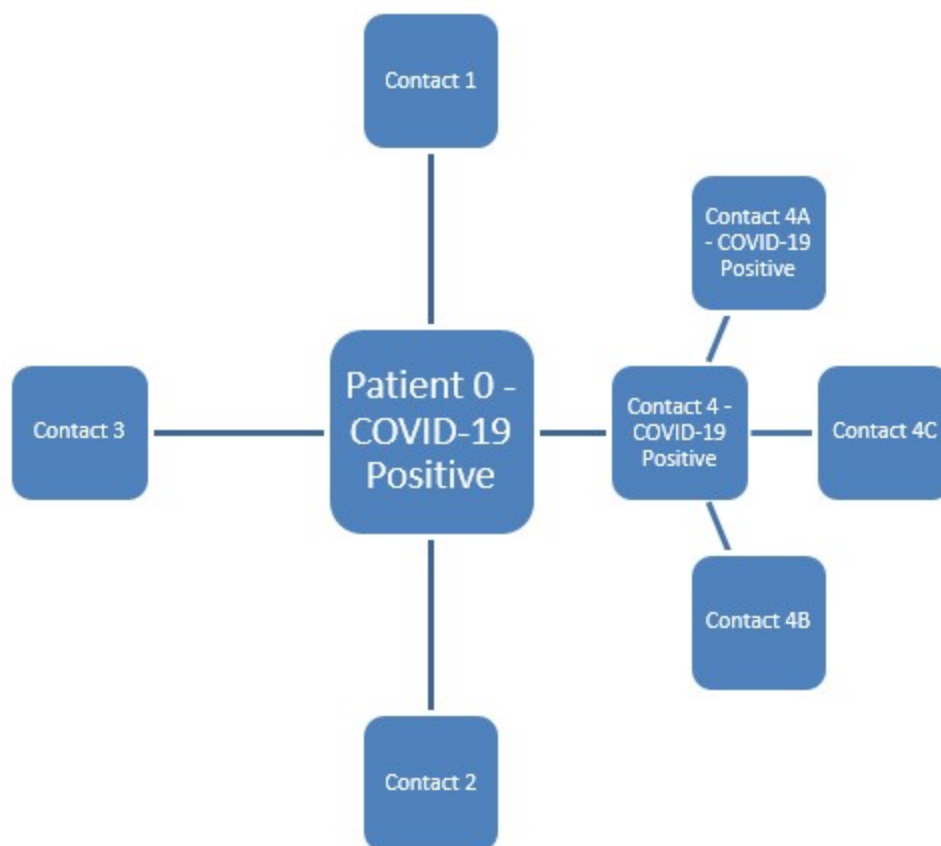 Contact 1
Contact 4A
- COVID-19
Positive
Patient 0 -
COVID-19
Positive
Contact 3
Contact 4 -
COVID-19
Positive
Contact 4C
Contact 4B
Contact 2